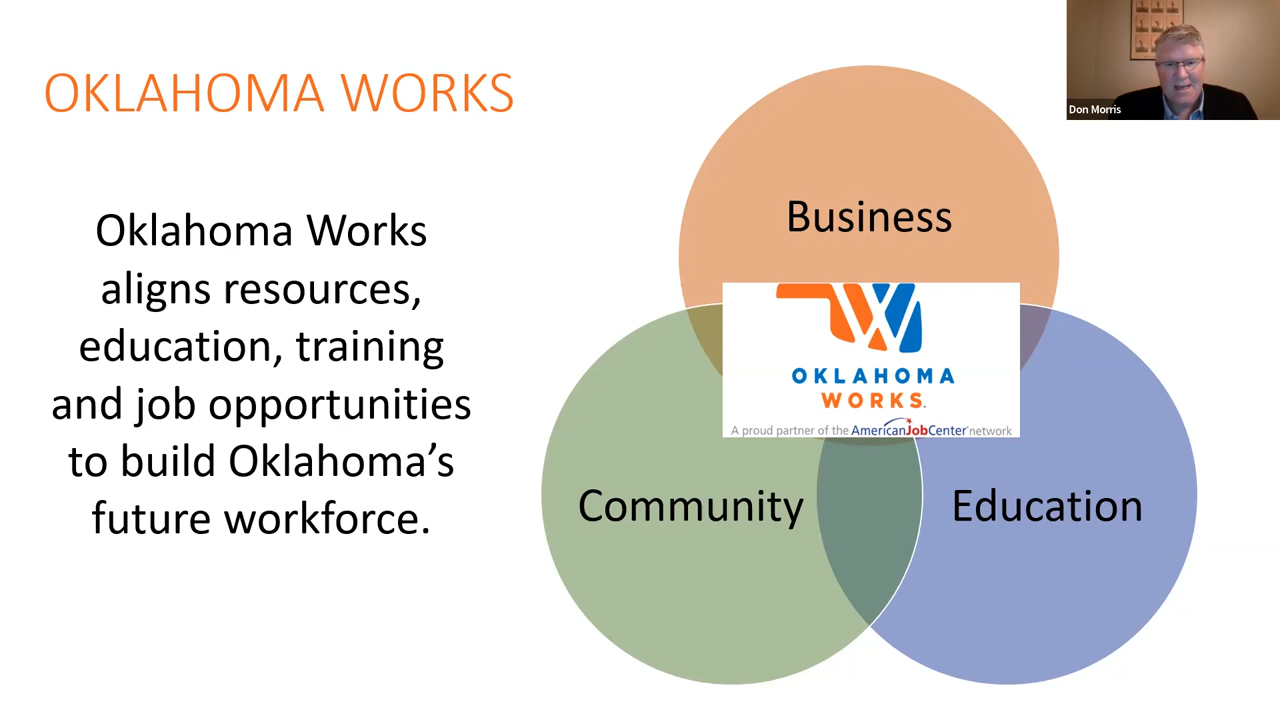 OKLAHOMA WORKS
Oklahoma Works
aligns resources,
education, training
and job opportunities
to build Oklahoma’s
future workforce.
Don Morris
Business
OKLAHOMA
WORKS.
A proud partner of the AmericanJobCenter® network
Community
Education